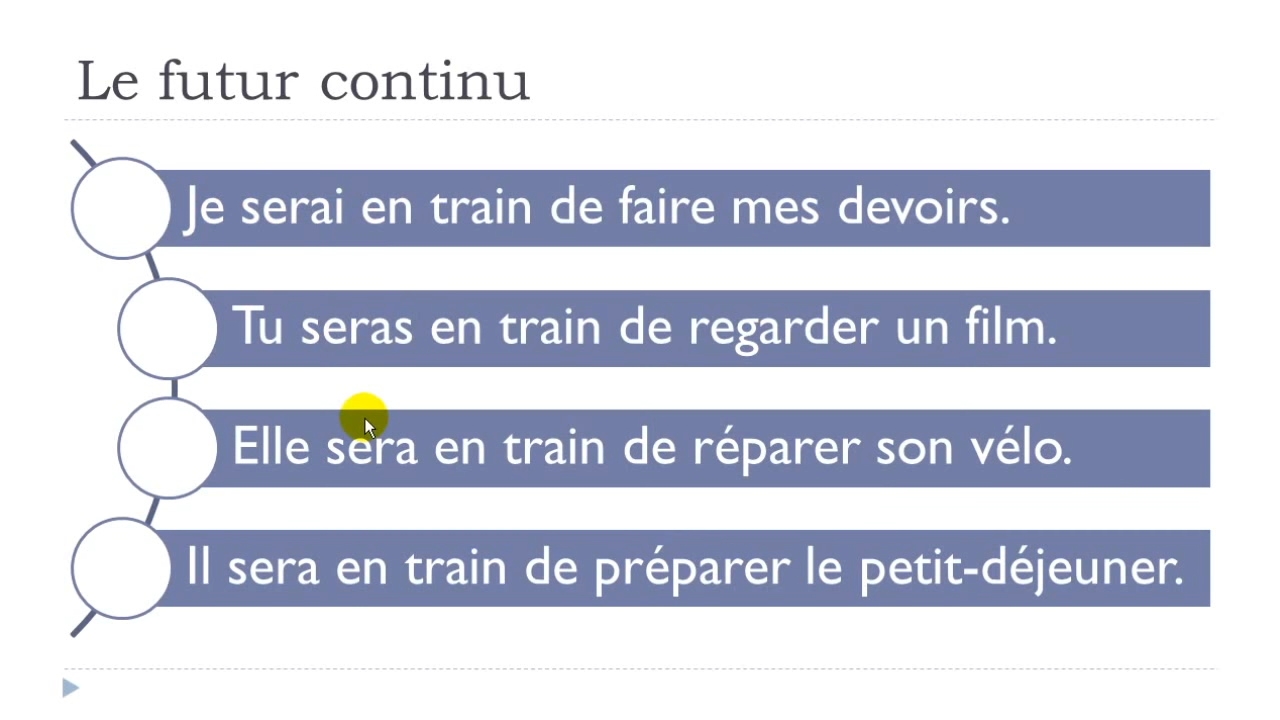 Le futur continu
Je serai en train de faire mes devoirs.
Tu seras en train de regarder un film.
Elle sera en train de réparer son vélo.
Il sera en train de préparer le petit-déjeuner.